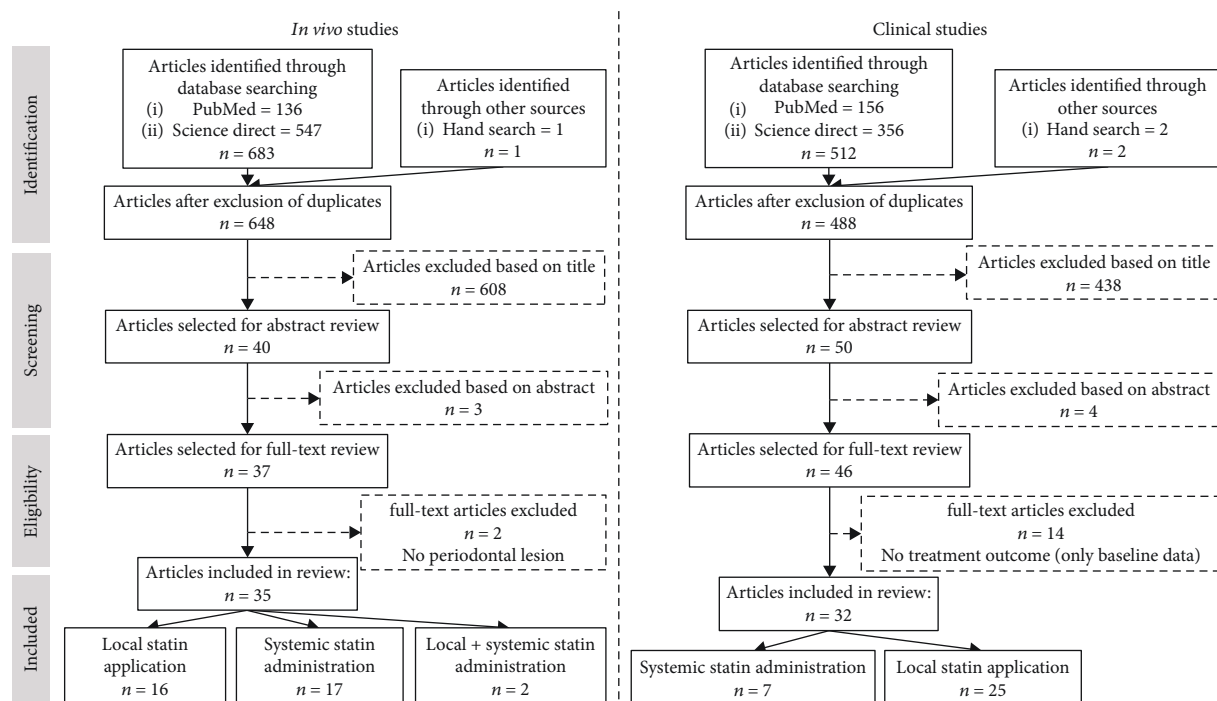 In vivo studies
Identification
Articles identified through
database searching
(i) PubMed = 136
(ii) Science direct = 547
n = 683
Articles identified
through other sources
(i) Hand search = 1
n = 1
Articles after exclusion of duplicates
n = 648
Screening
Articles excluded based on title
n = 608
Articles selected for abstract review
n = 40
Articles excluded based on abstract
n = 3
Eligibility
Articles selected for full-text review
n = 37
full-text articles excluded
n = 2
No periodontal lesion
Included
Articles included in review:
n = 35
Local statin
application
n = 16
Systemic statin
administration
n = 17
Local + systemic statin
administration
n = 2
Clinical studies
Articles identified through
database searching
(i) PubMed = 156
(ii) Science direct = 356
n = 512
Articles identified through
other sources
(i) Hand search = 2
n = 2
Articles after exclusion of duplicates
n = 488
Articles excluded based on title
n = 438
Articles selected for abstract review
n = 50
Articles excluded based on abstract
n = 4
Articles selected for full-text review
n = 46
full-text articles excluded
n = 14
No treatment outcome (only baseline data)
Articles included in review:
n = 32
Systemic statin administration
n = 7
Local statin application
n = 25